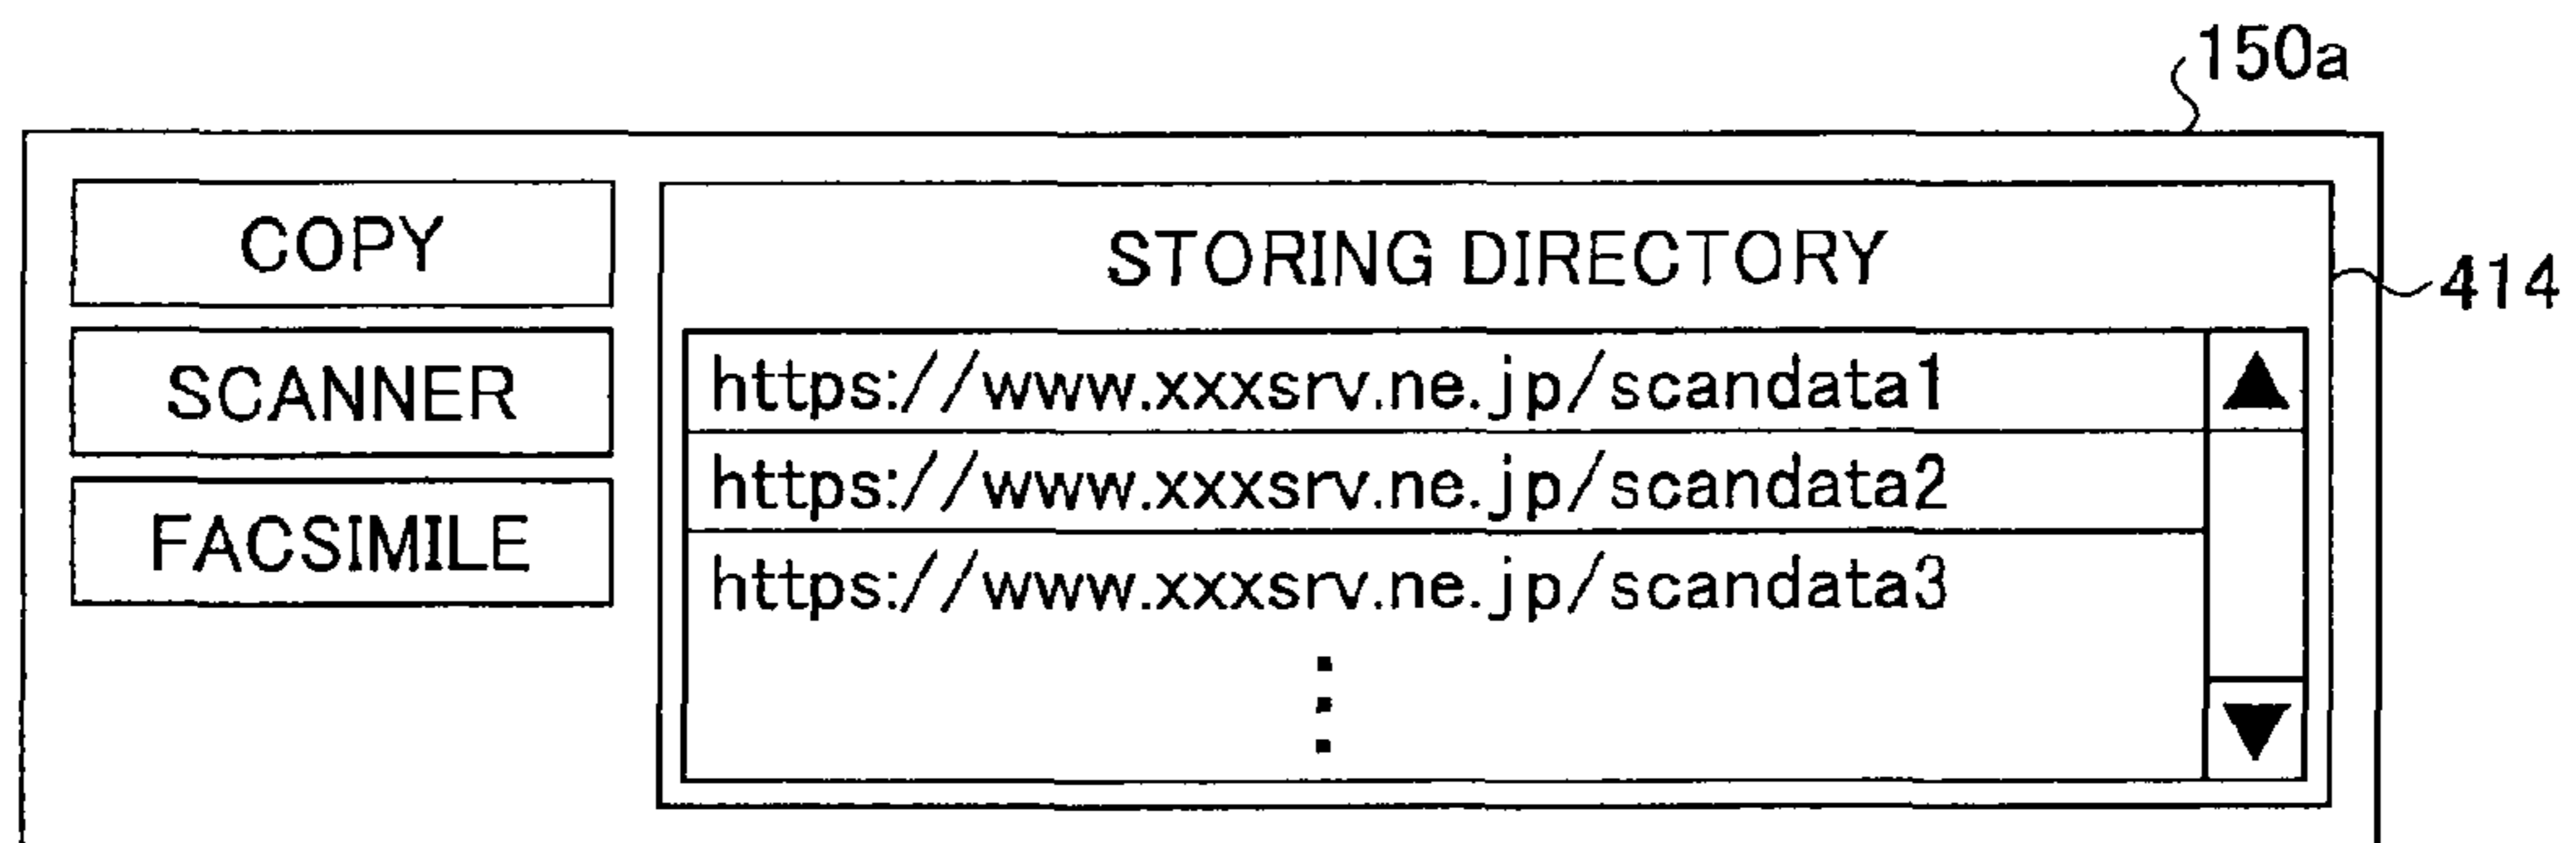 150a
COPY
SCANNER
FACSIMILE
STORING DIRECTORY
414
https://www.xxxsrv.ne.jp/scandata1
https://www.xxxsrv.ne.jp/scandata2
https://www.xxxsrv.ne.jp/scandata3